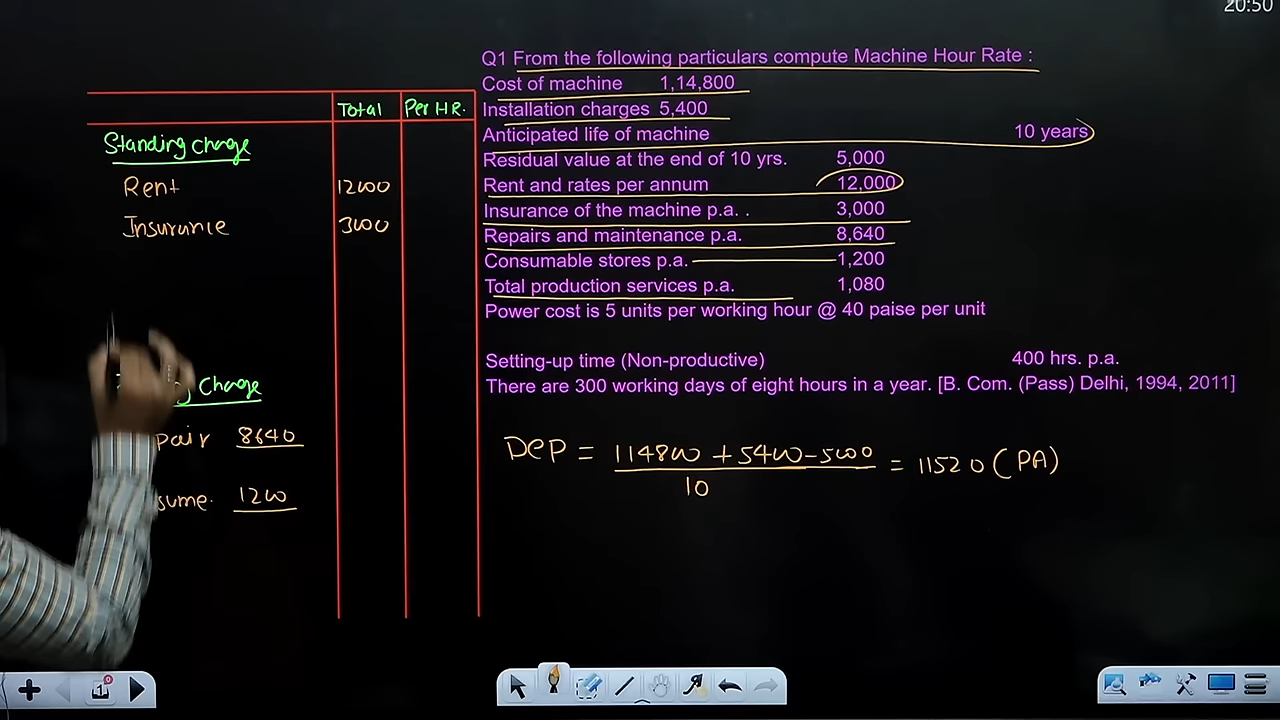 20:50
Q1 From the following particulars compute Machine Hour Rate :
Cost of machine 1,14,800
Installation charges 5,400
Anticipated life of machine 10 years
Residual value at the end of 10 yrs. 5,000
Rent and rates per annum 12,000
Insurance of the machine p.a. . 3,000
Repairs and maintenance p.a. 8,640
Consumable stores p.a. 1,200
Total production services p.a. 1,080
Power cost is 5 units per working hour @ 40 paise per unit
Setting-up time (Non-productive) 400 hrs. p.a.
There are 300 working days of eight hours in a year. [B. Com. (Pass) Delhi, 1994, 2011]
Total Per HR.
Standing charge
Rent 12000
Insurance 3000
Charge
pair 8640
sume. 1200
Dep = 114800 + 5400 - 5000 = 11520 (PA)
10
1
0